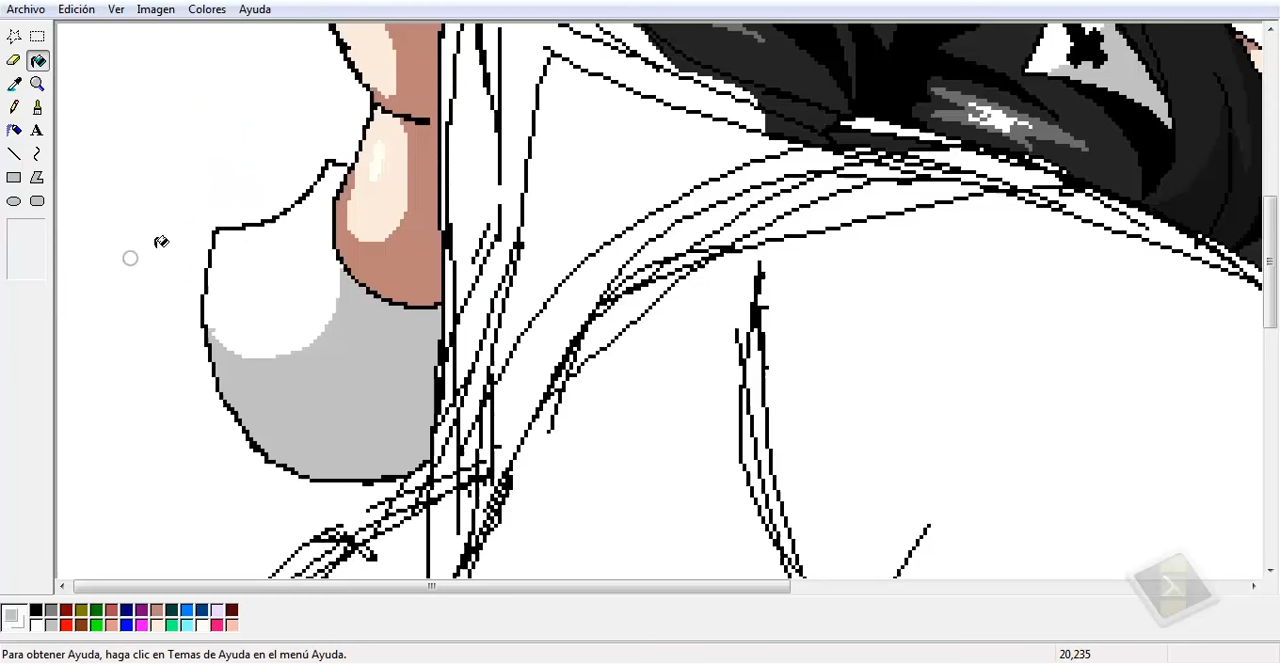 Archivo Edición Ver Imagen Colores Ayuda
A
Para obtener Ayuda, haga clic en Temas de Ayuda en el menú Ayuda. 20,235